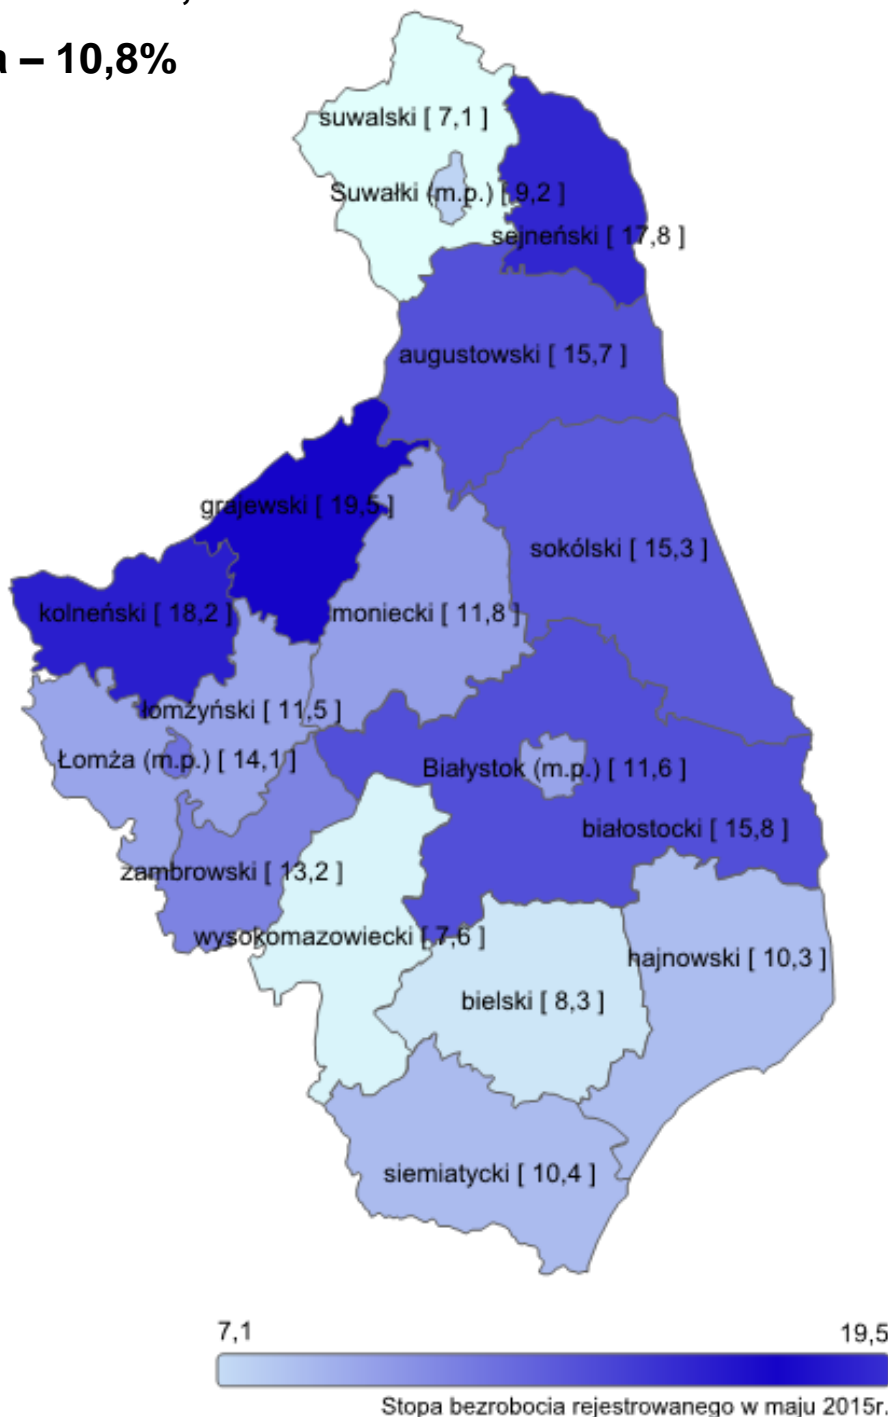 – 10,8%
suwalski [ 7,1 ]
Suwałki (m.p.) [ 9,2 ]
sejneński [ 17,8 ]
augustowski [ 15,7 ]
grajewski [ 19,5 ]
sokólski [ 15,3 ]
kolneński [ 18,2 ]
moniecki [ 11,8 ]
łomżyński [ 11,5 ]
Łomża (m.p.) [ 14,1 ]
Białystok (m.p.) [ 11,6 ]
białostocki [ 15,8 ]
zambrowski [ 13,2 ]
wysokomazowiecki [ 7,6 ]
hajnowski [ 10,3 ]
bielski [ 8,3 ]
siemiatycki [ 10,4 ]
7,1 19,5
Stopa bezrobocia rejestrowanego w maju 2015r.